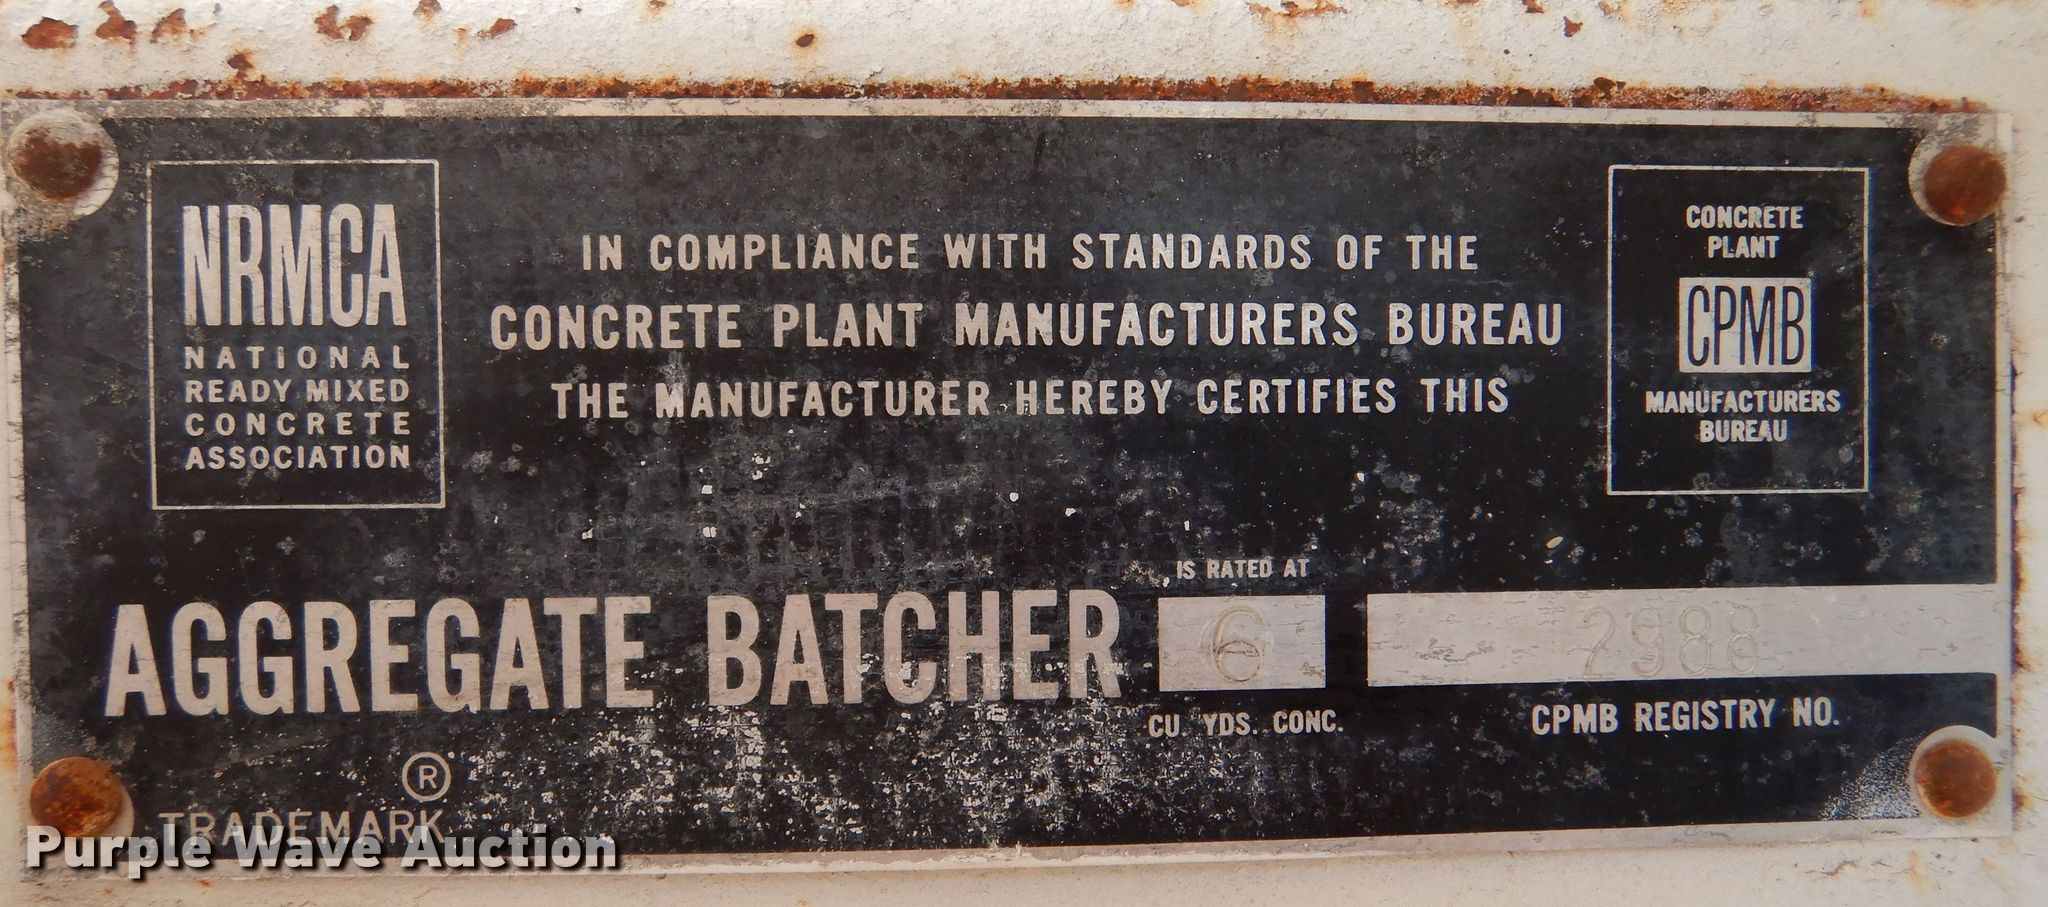 NRMCA
NATIONAL
READY MIXED
CONCRETE
ASSOCIATION
IN COMPLIANCE WITH STANDARDS OF THE
CONCRETE PLANT MANUFACTURERS BUREAU
THE MANUFACTURER HEREBY CERTIFIES THIS
CONCRETE
PLANT
CPMB
MANUFACTURERS
BUREAU
AGGREGATE BATCHER
IS RATED AT
6
CU YDS. CONC.
2988
CPMB REGISTRY NO.
®
TRADEMARK
Purple Wave Auction